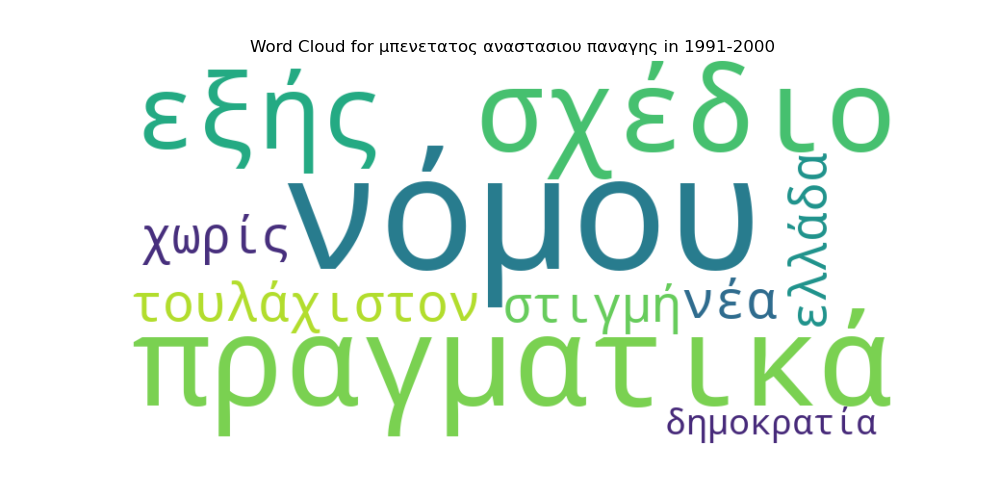 Word Cloud for μπενετατος αναστασιου παναγης in 1991-2000
εξής σχέδιο
νόμου
χωρίς
ελλάδα
τουλάχιστον στιγμή νέα
πραγματικά
δημοκρατία